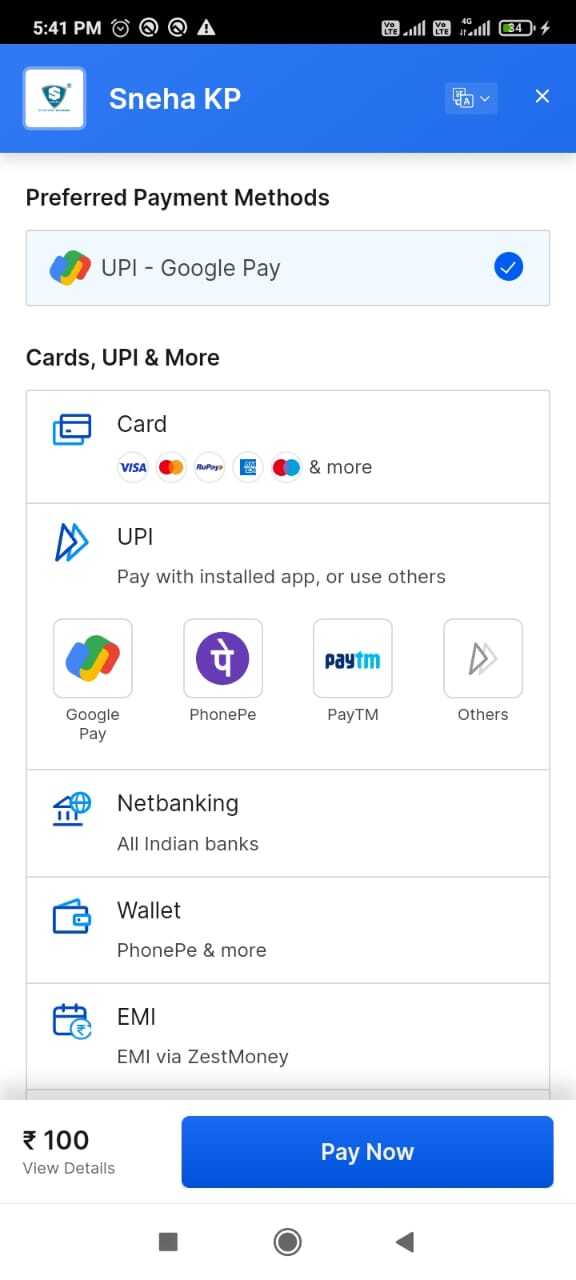 5:41 PM
Vo LTE Vo LTE 4G 34
S
Sneha KP
A
Preferred Payment Methods
UPI - Google Pay
Cards, UPI & More
Card
VISA RuPay & more
UPI
Pay with installed app, or use others
पे paytm
Google Pay PhonePe PayTM Others
Netbanking
All Indian banks
Wallet
PhonePe & more
EMI
EMI via ZestMoney
₹ 100
View Details
Pay Now